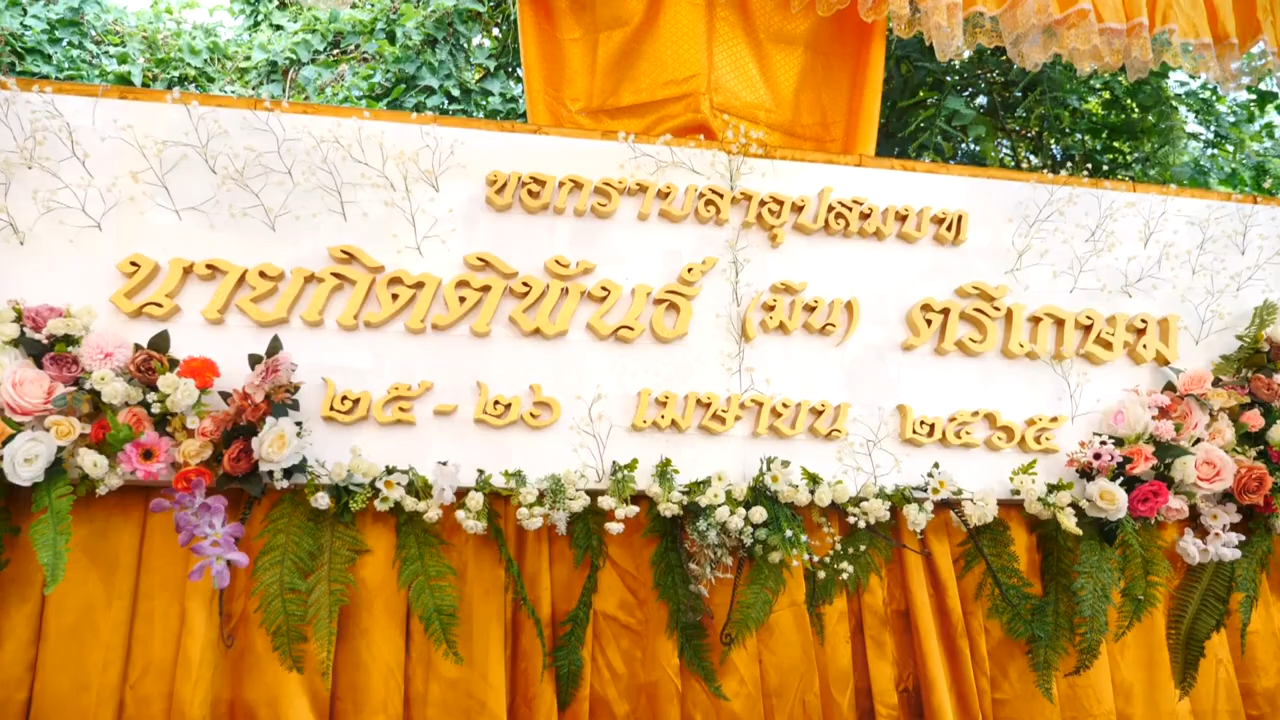 ขอกราบลาอุปสมบท
นายกิตติพันธ์ (มีน) ตรีเกษม
๒๕ - ๒๖ เมษายน ๒๕๖๕